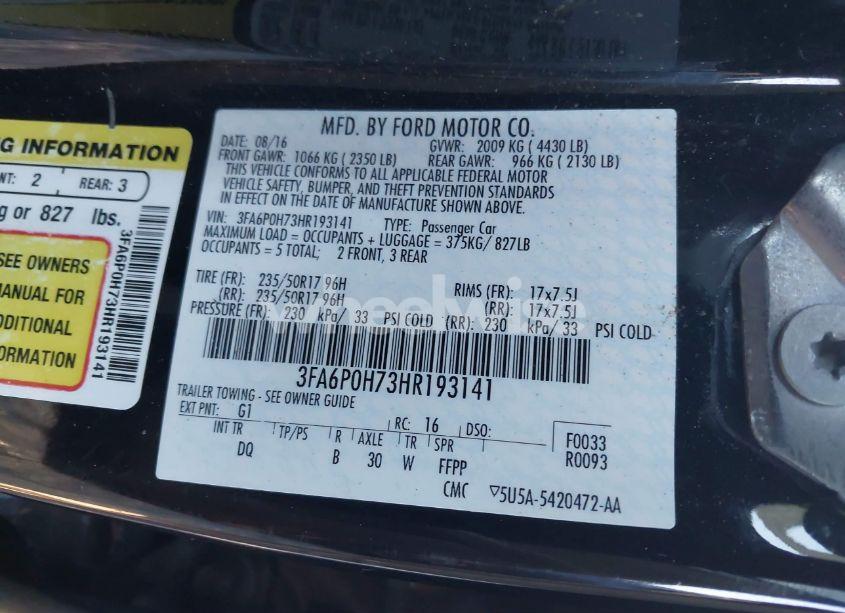 NG INFORMATION
NT: 2 REAR: 3
g or 827 lbs.
SEE OWNERS
MANUAL FOR
DDITIONAL
FORMATION
3FA6P0H73HR193141
MFD. BY FORD MOTOR CO.
DATE: 08/16 GVWR: 2009 KG ( 4430 LB)
FRONT GAWR: 1066 KG ( 2350 LB) REAR GAWR: 966 KG ( 2130 LB)
THIS VEHICLE CONFORMS TO ALL APPLICABLE FEDERAL MOTOR
VEHICLE SAFETY, BUMPER, AND THEFT PREVENTION STANDARDS
IN EFFECT ON THE DATE OF MANUFACTURE SHOWN ABOVE.
VIN: 3FA6P0H73HR193141 TYPE: Passenger Car
MAXIMUM LOAD = OCCUPANTS + LUGGAGE = 375KG/ 827LB
OCCUPANTS = 5 TOTAL; 2 FRONT, 3 REAR
TIRE (FR): 235/50R17 96H RIMS (FR): 17x7.5J
(RR): 235/50R17 96H (RR): 17x7.5J
PRESSURE (FR): 230 kPa/ 33 PSI COLD (RR): 230 kPa/ 33 PSI COLD
wheelwise
3FA6P0H73HR193141
TRAILER TOWING - SEE OWNER GUIDE
EXT PNT: G1 RC: 16 DSO: F0033
INT TR TP/PS R AXLE TR SPR R0093
DQ B 30 W FFPP
CMC ▽5U5A-5420472-AA